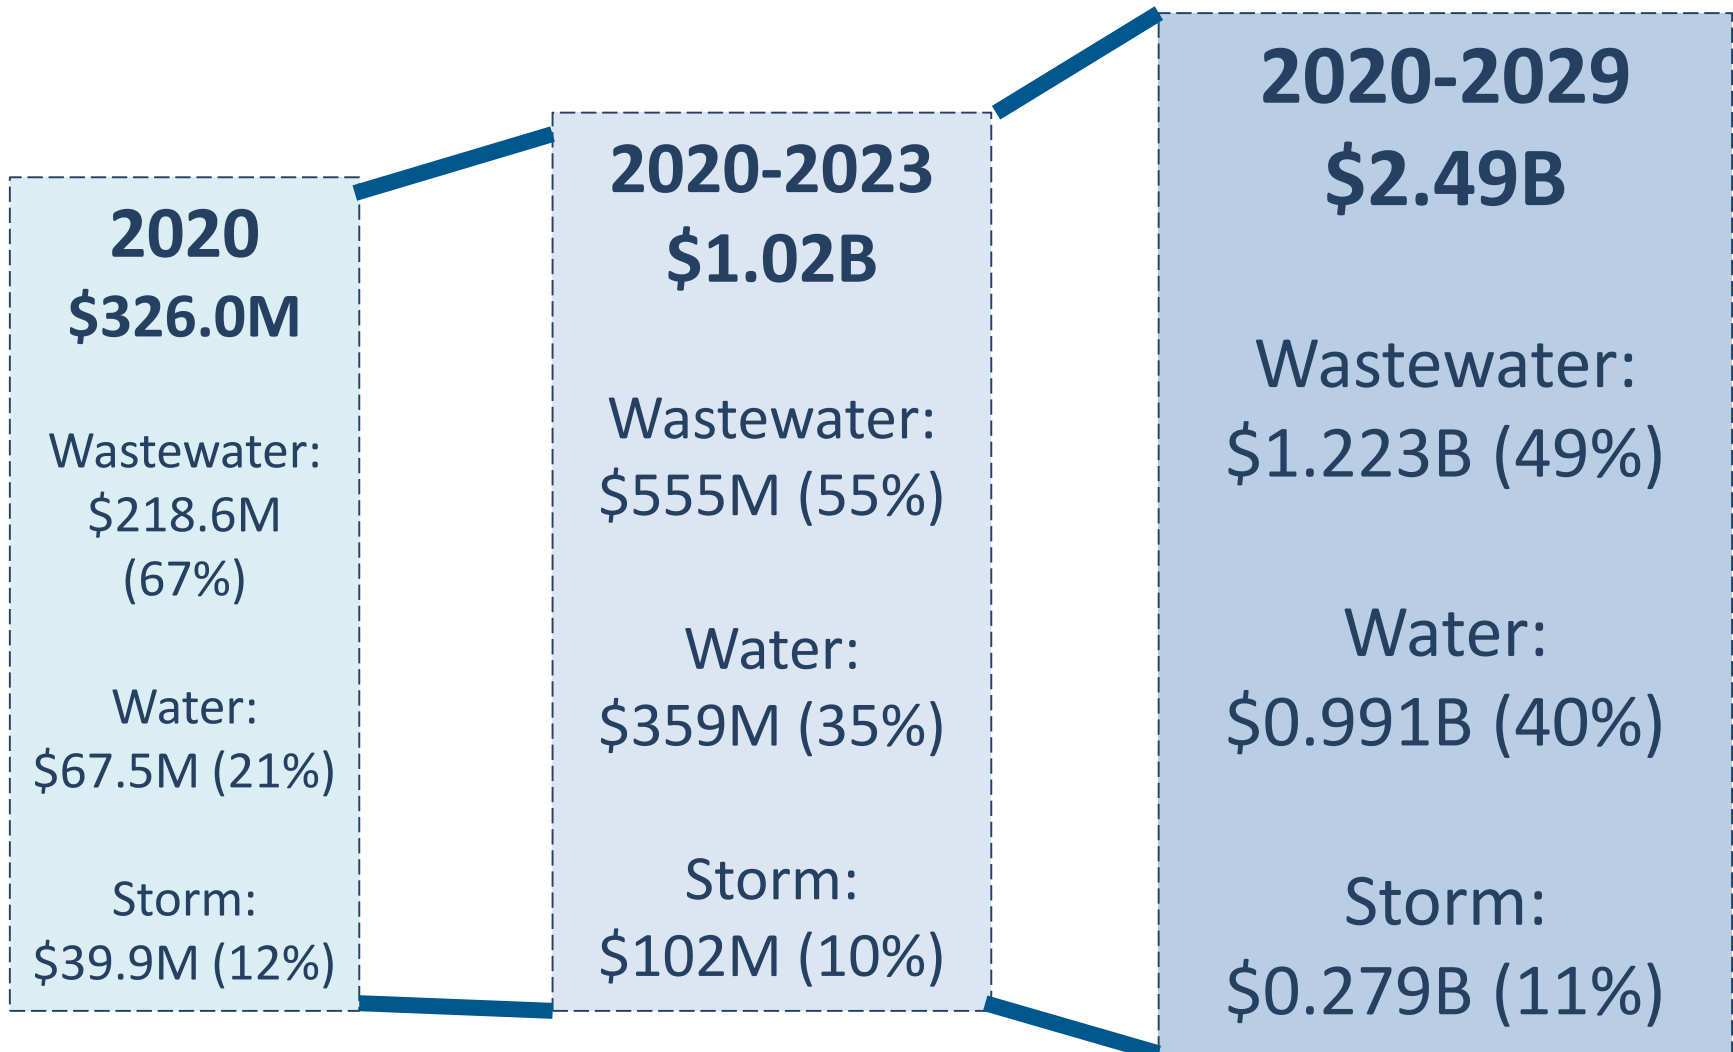 2020
$326.0M
Wastewater:
$218.6M
(67%)
Water:
$67.5M (21%)
Storm:
$39.9M (12%)
2020-2023
$1.02B
Wastewater:
$555M (55%)
Water:
$359M (35%)
Storm:
$102M (10%)
2020-2029
$2.49B
Wastewater:
$1.223B (49%)
Water:
$0.991B (40%)
Storm:
$0.279B (11%)